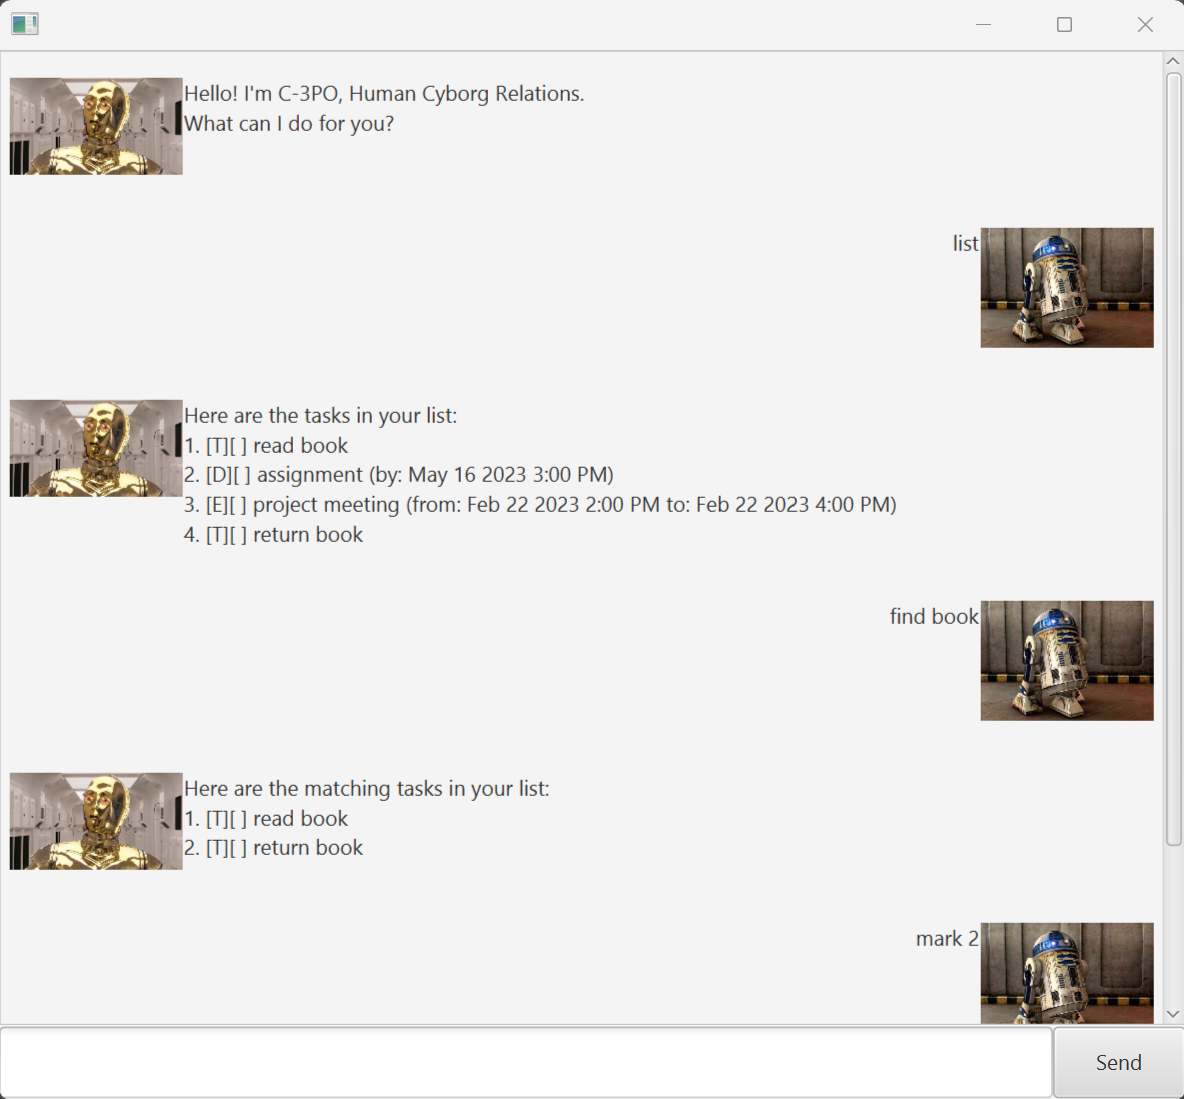 Hello! I'm C-3PO, Human Cyborg Relations.
What can I do for you?
list
Here are the tasks in your list:
1. [T][ ] read book
2. [D][ ] assignment (by: May 16 2023 3:00 PM)
3. [E][ ] project meeting (from: Feb 22 2023 2:00 PM to: Feb 22 2023 4:00 PM)
4. [T][ ] return book
find book
Here are the matching tasks in your list:
1. [T][ ] read book
2. [T][ ] return book
mark 2
Send